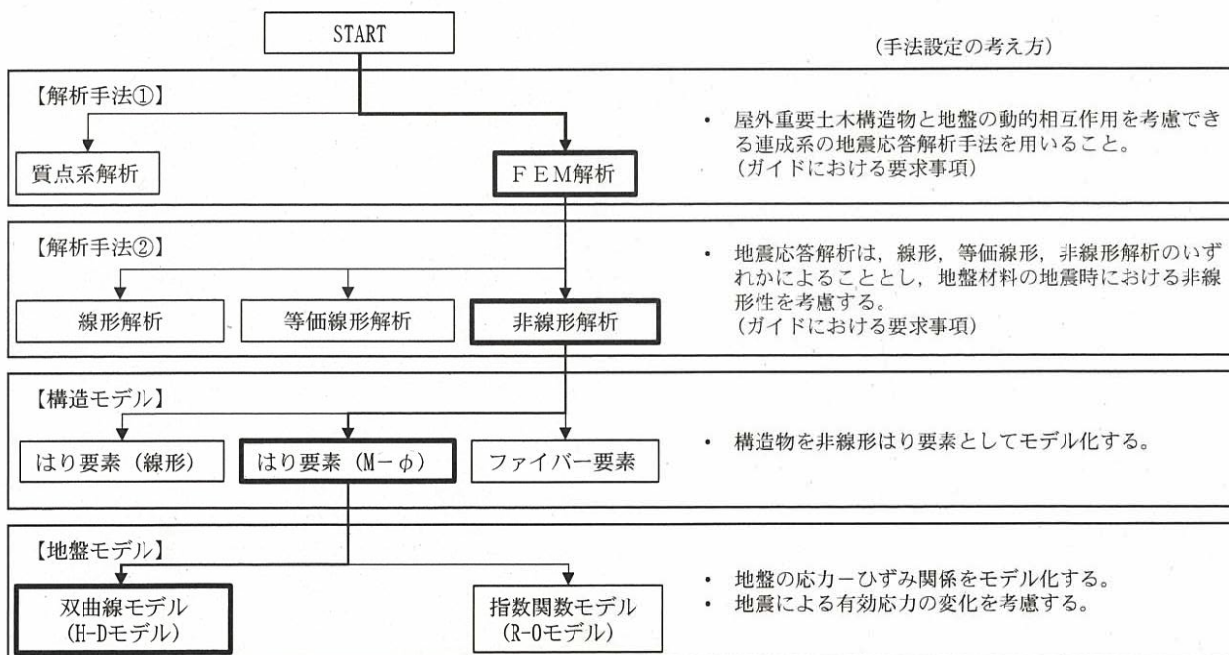 START
(手法設定の考え方)
【解析手法①】
質点系解析
FEM解析
・ 屋外重要土木構造物と地盤の動的相互作用を考慮でき
る連成系の地震応答解析手法を用いること。
(ガイドにおける要求事項)
【解析手法②】
線形解析
等価線形解析
非線形解析
・ 地震応答解析は,線形,等価線形,非線形解析のいず
れかによることとし,地盤材料の地震時における非線
形性を考慮する。
(ガイドにおける要求事項)
【構造モデル】
はり要素(線形)
はり要素(M-φ)
ファイバー要素
・ 構造物を非線形はり要素としてモデル化する。
【地盤モデル】
双曲線モデル
(H-Dモデル)
指数関数モデル
(R-Oモデル)
・ 地盤の応力-ひずみ関係をモデル化する。
・ 地震による有効応力の変化を考慮する。